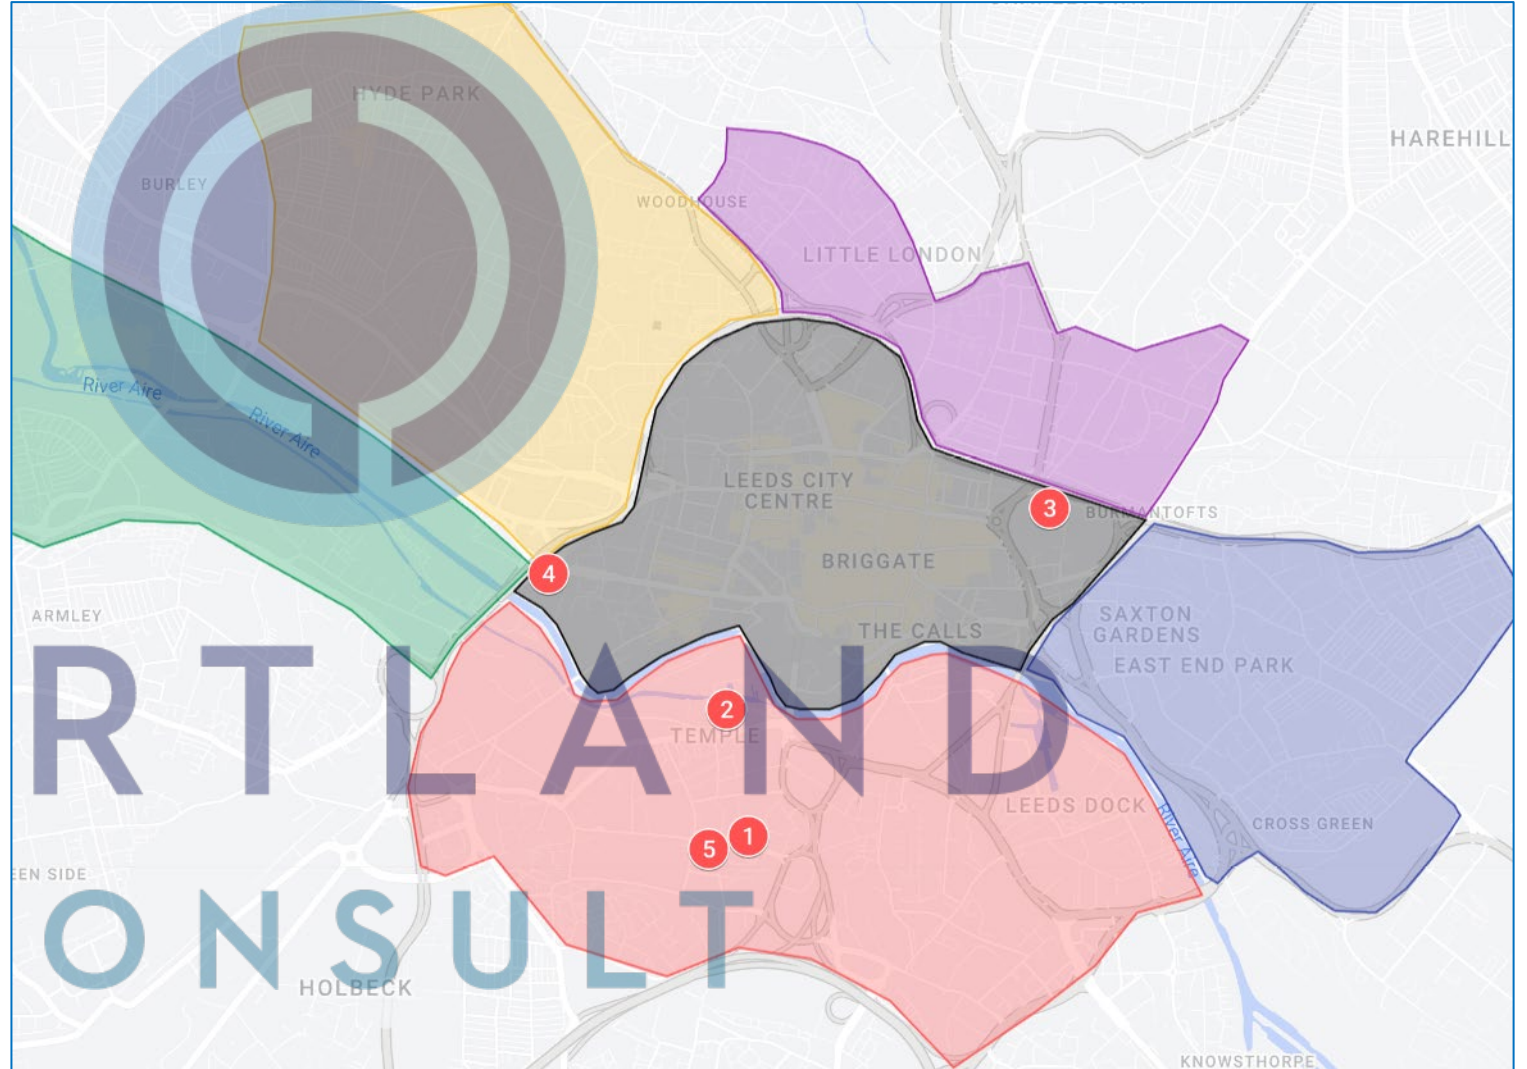 HYDE PARK
HAREHILL
BURLEY
WOODHOUSE
LITTLE LONDON
River Aire
River Aire
LEEDS CITY
CENTRE
3
BURMANTOFTS
BRIGGATE
4
ARMLEY
SAXTON
GARDENS
THE CALLS
EAST END PARK
RTLAND
2
TEMPLE
LEEDS DOCK
River Aire
CROSS GREEN
1
5
EEN SIDE
ONSULT
HOLBECK
KNOWSTHORPE